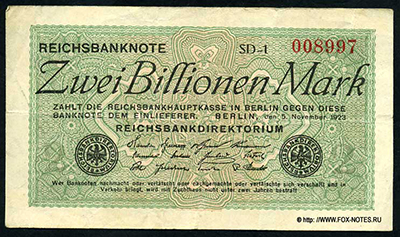 REICHSBANKNOTE SD-1 008997
Zwei Billionen Mark
ZAHLT DIE REICHSBANKHAUPTKASSE IN BERLIN GEGEN DIESE
BANKNOTE DEM EINLIEFERER. BERLIN, den 5. November 1923
REICHSBANKDIREKTORIUM
Wer Banknoten nachmacht oder verfälscht oder nachgemachte oder verfälschte sich verschafft und in
Verkehr bringt, wird mit Zuchthaus nicht unter zwei Jahren bestraft
HTTP://WWW.FOX-NOTES.RU